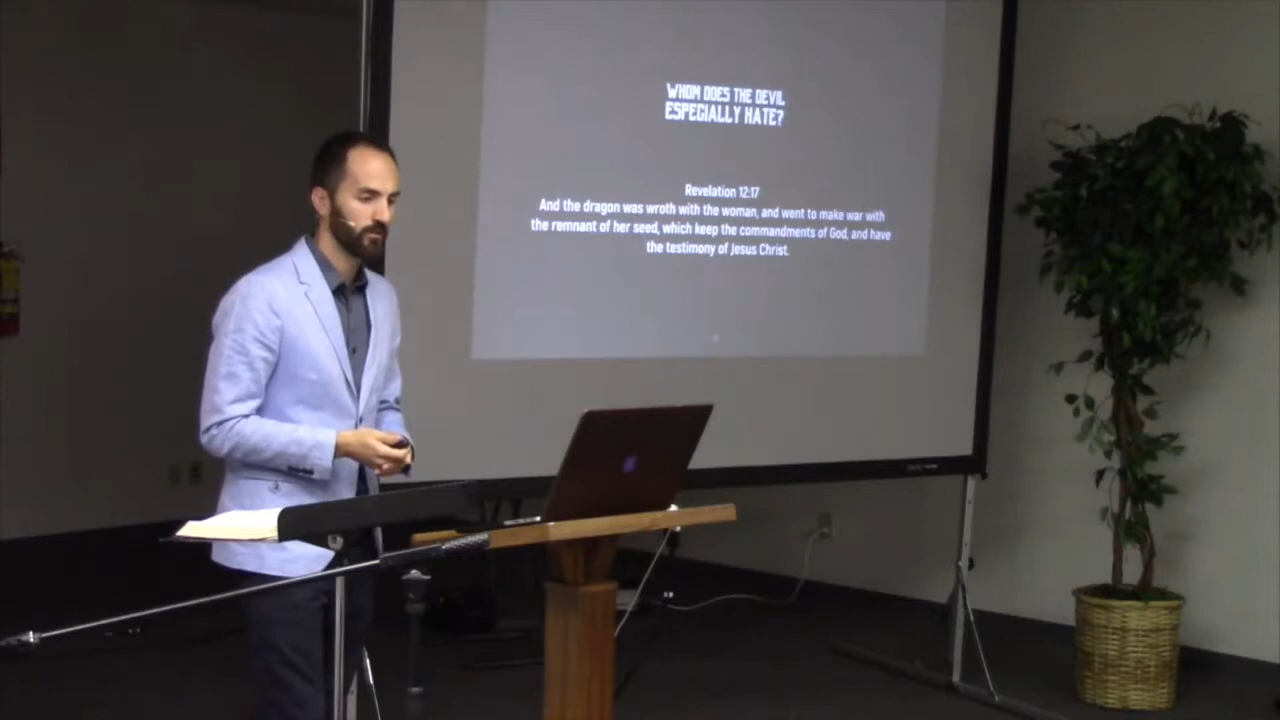 WHOM DOES THE DEVIL
ESPECIALLY HATE?
Revelation 12:17
And the dragon was wroth with the woman, and went to make war with
the remnant of her seed, which keep the commandments of God, and have
the testimony of Jesus Christ.